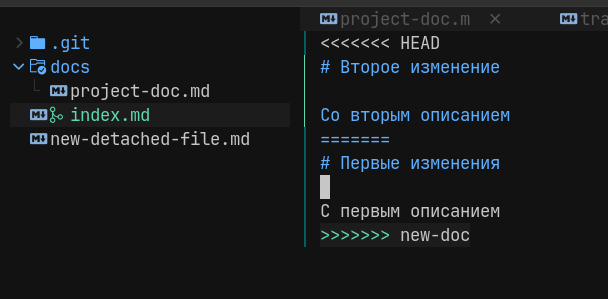 project-doc.m ×
.git
docs
project-doc.md
index.md
new-detached-file.md
<<<<<<< HEAD
# Второе изменение
Со вторым описанием
=======
# Первые изменения
С первым описанием
>>>>>>> new-doc